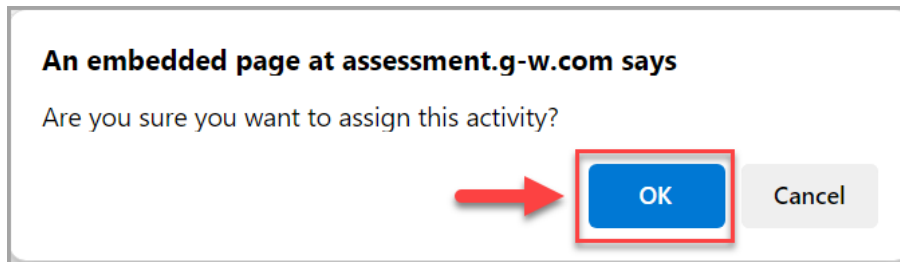 An embedded page at assessment.g-w.com says
Are you sure you want to assign this activity?
OK
Cancel